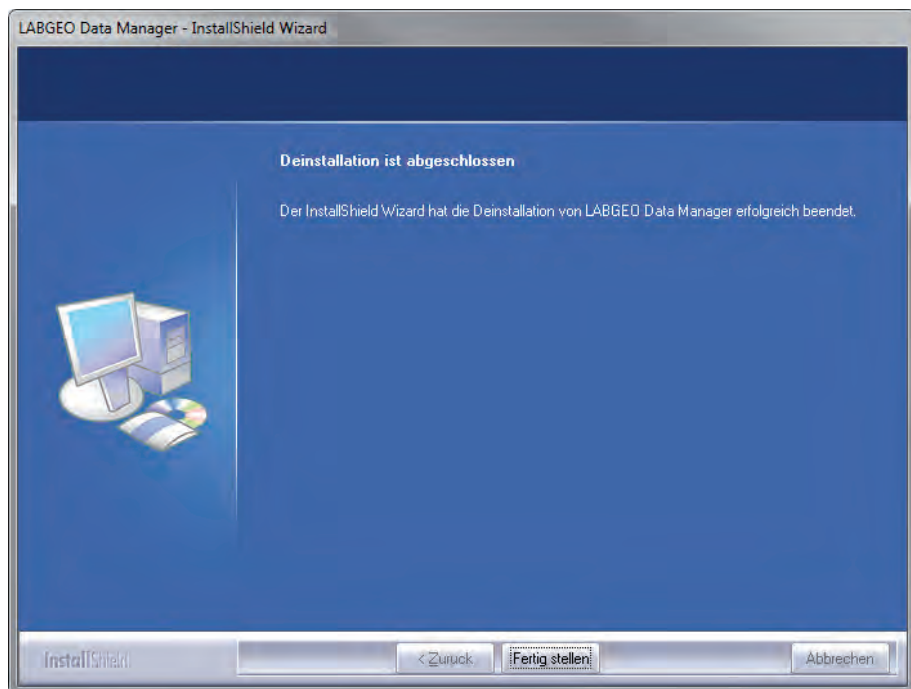 LABGEO Data Manager - InstallShield Wizard
Deinstallation ist abgeschlossen
Der InstallShield Wizard hat die Deinstallation von LABGEO Data Manager erfolgreich beendet.
InstallShield
< Zurück
Fertig stellen
Abbrechen